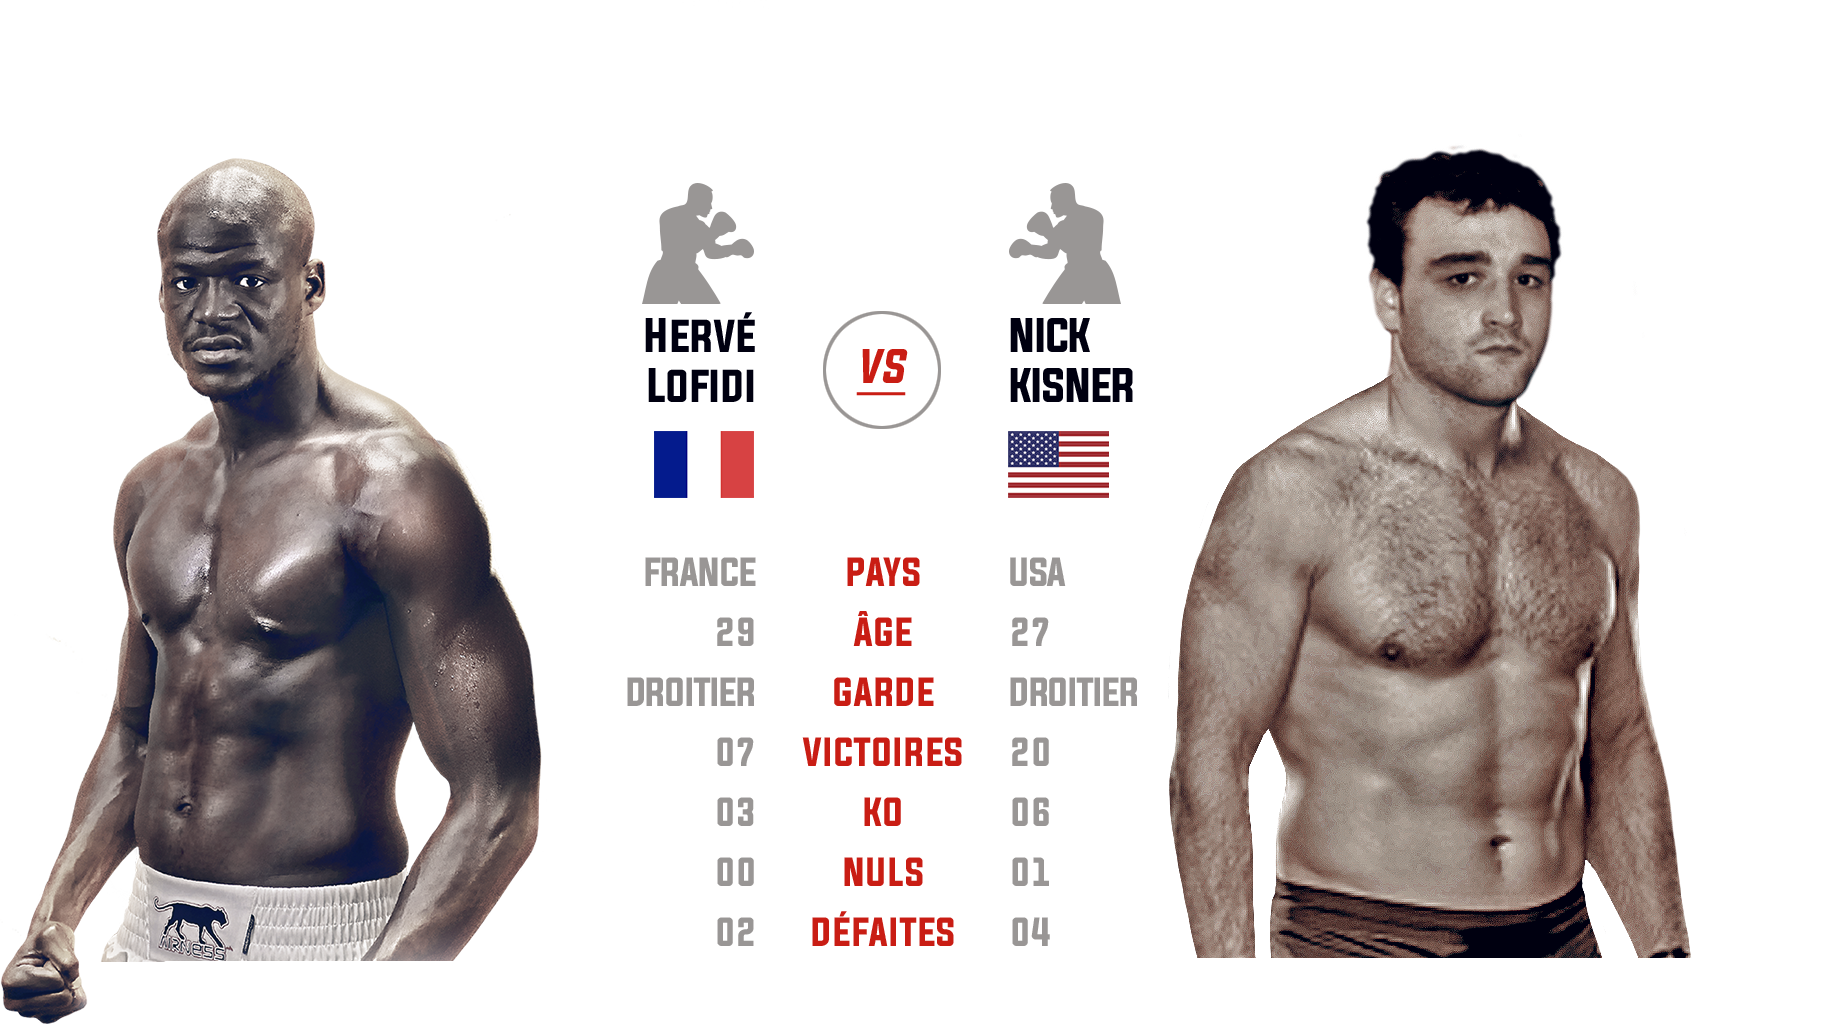 HERVÉ
LOFIDI
VS
NICK
KISNER
FRANCE PAYS USA
29 ÂGE 27
DROITIER GARDE DROITIER
07 VICTOIRES 20
03 KO 06
00 NULS 01
02 DÉFAITES 04
AIRNESS